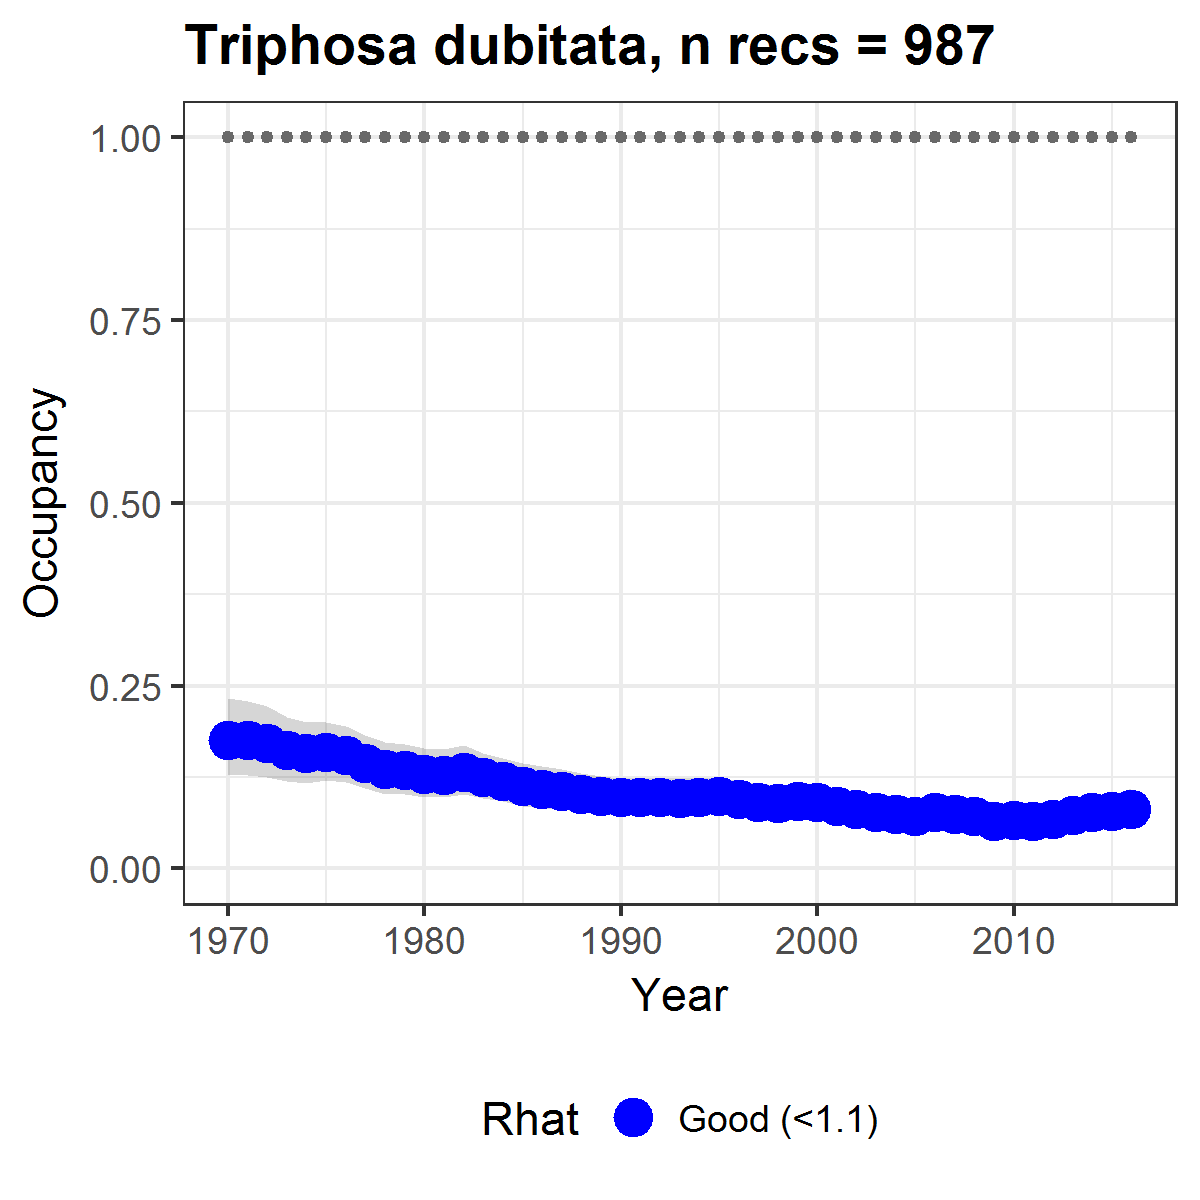 Triphosa dubitata, n recs = 987
1.00
0.75
0.50
0.25
0.00
Occupancy
1970 1980 1990 2000 2010
Year
Rhat Good (<1.1)